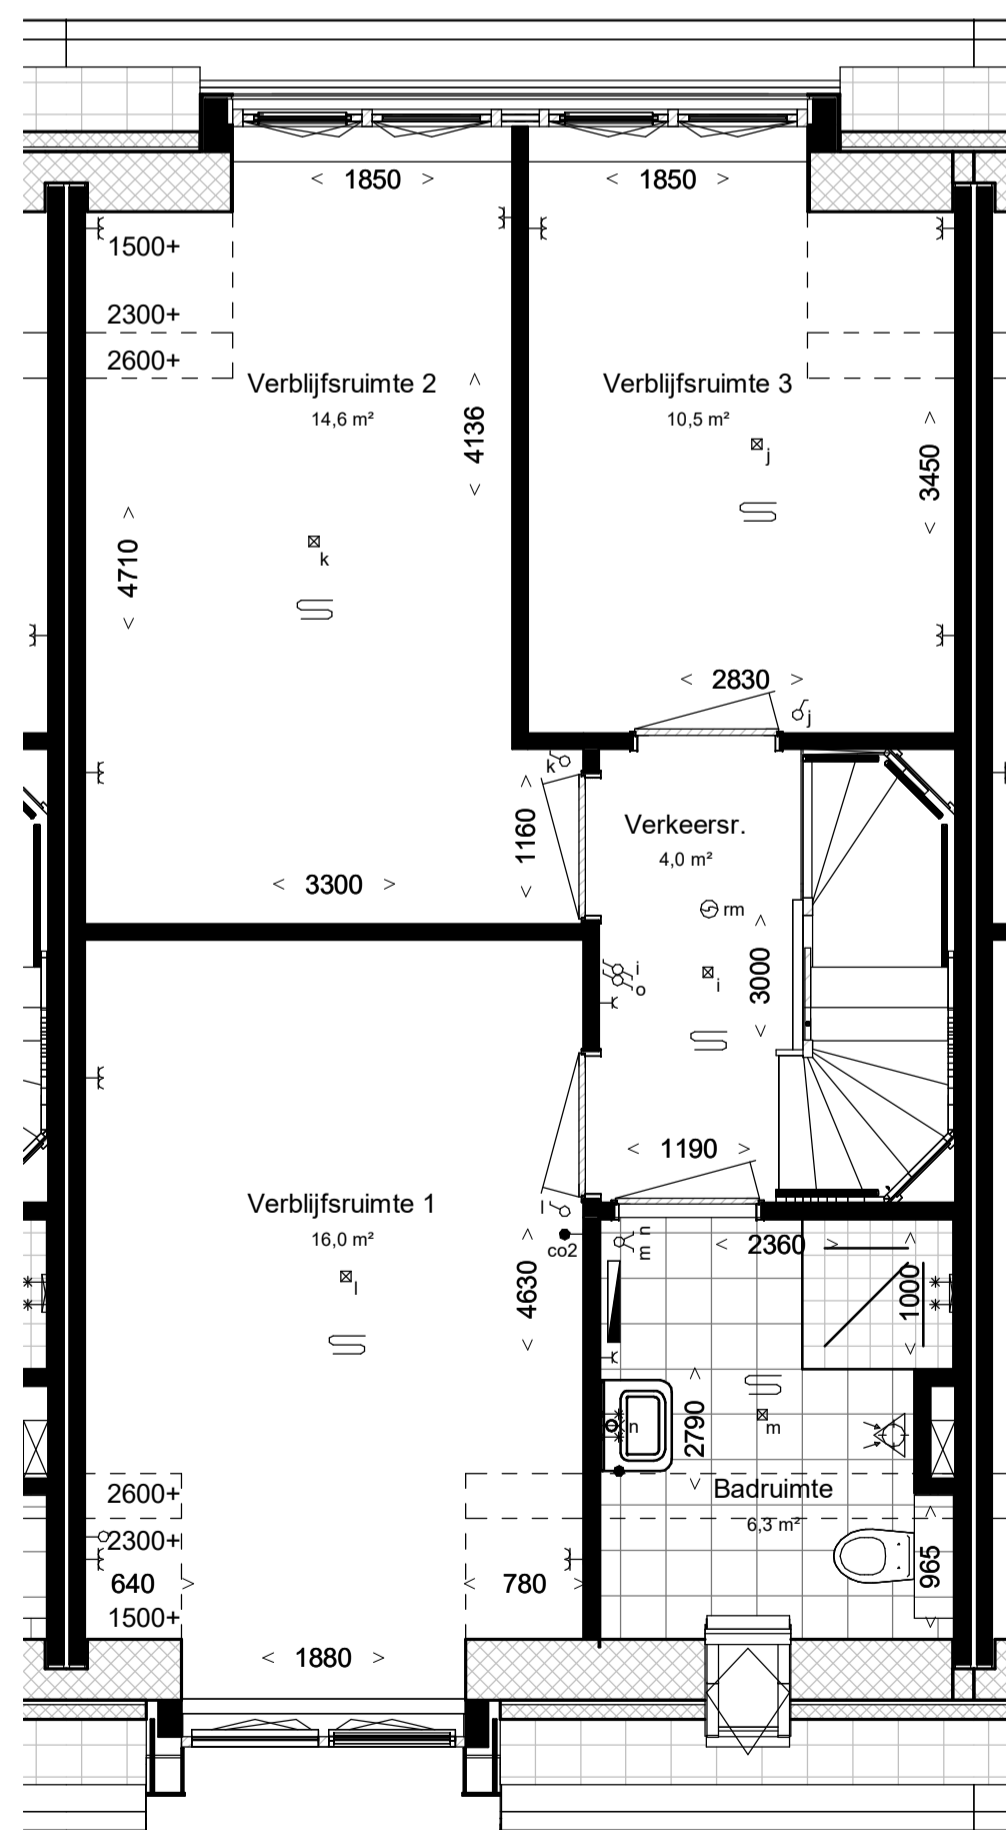 1850
1850
1500+
2300+
2600+
Verblijfsruimte 2
14,6 m²
Verblijfsruimte 3
10,5 m²
4136
3450
j
4710
k
2830
j
k
Verkeersr.
4,0 m²
1160
3300
rm
i
o
i
3000
1190
Verblijfsruimte 1
16,0 m²
l
co2
l
4630
m n
2360
1000
2790
n
m
Badruimte
6,3 m²
2600+
2300+
640
780
1500+
965
1880